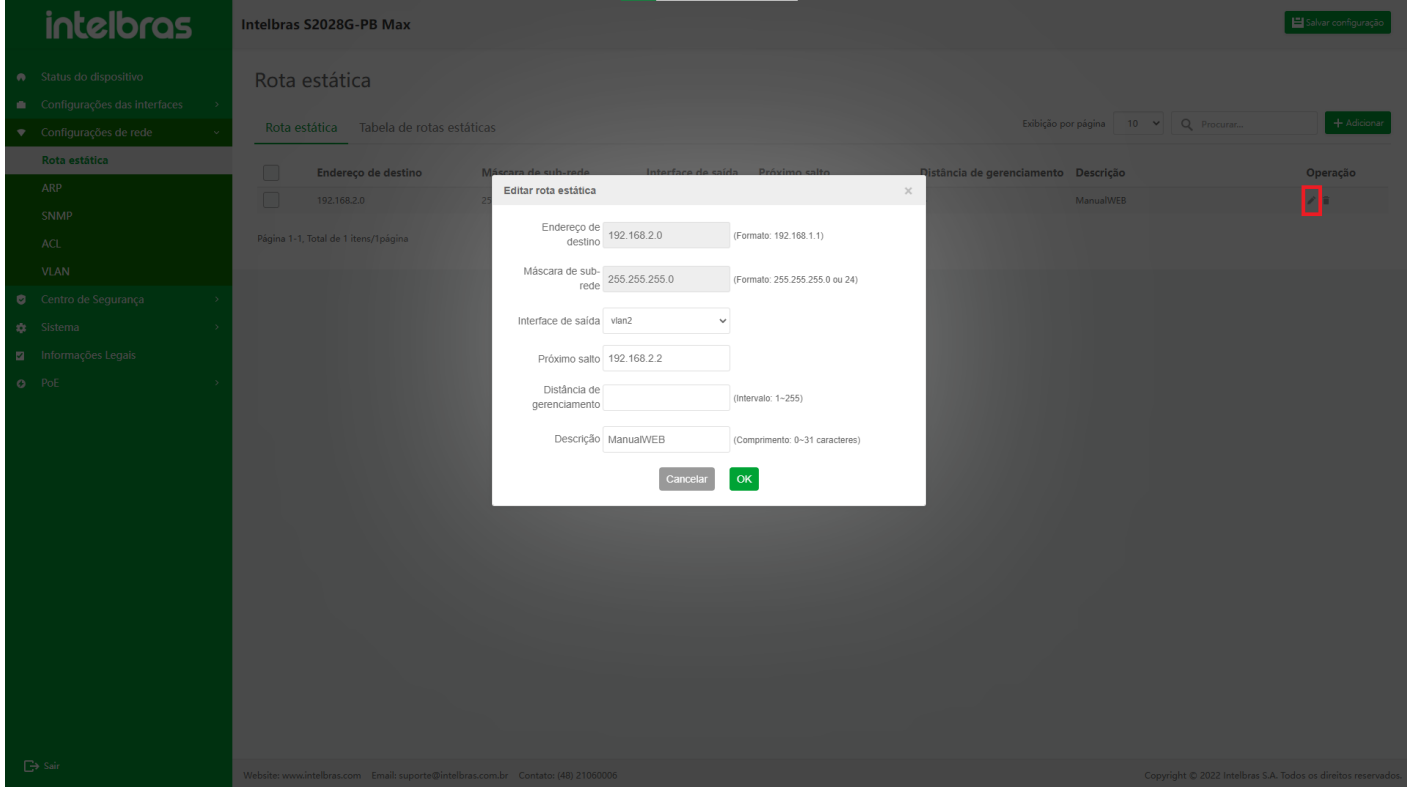 intelbras
Intelbras S2028G-PB Max
Salvar configuração
Status do dispositivo
Configurações das interfaces
Configurações de rede
Rota estática
ARP
SNMP
ACL
VLAN
Centro de Segurança
Sistema
Informações Legais
PoE
Sair
Rota estática
Rota estática Tabela de rotas estáticas
Exibição por página 10 Procurar... + Adicionar
Endereço de destino Máscara de sub-rede Interface de saída Próximo salto Distância de gerenciamento Descrição Operação
192.168.2.0 25 ManualWEB
Página 1-1, Total de 1 itens/1página
Editar rota estática ×
Endereço de
destino 192.168.2.0 (Formato: 192.168.1.1)
Máscara de sub-
rede 255.255.255.0 (Formato: 255.255.255.0 ou 24)
Interface de saída vlan2
Próximo salto 192.168.2.2
Distância de
gerenciamento (Intervalo: 1~255)
Descrição ManualWEB (Comprimento: 0~31 caracteres)
Cancelar OK
Website: www.intelbras.com Email: suporte@intelbras.com.br Contato: (48) 21060006
Copyright © 2022 Intelbras S.A. Todos os direitos reservados.